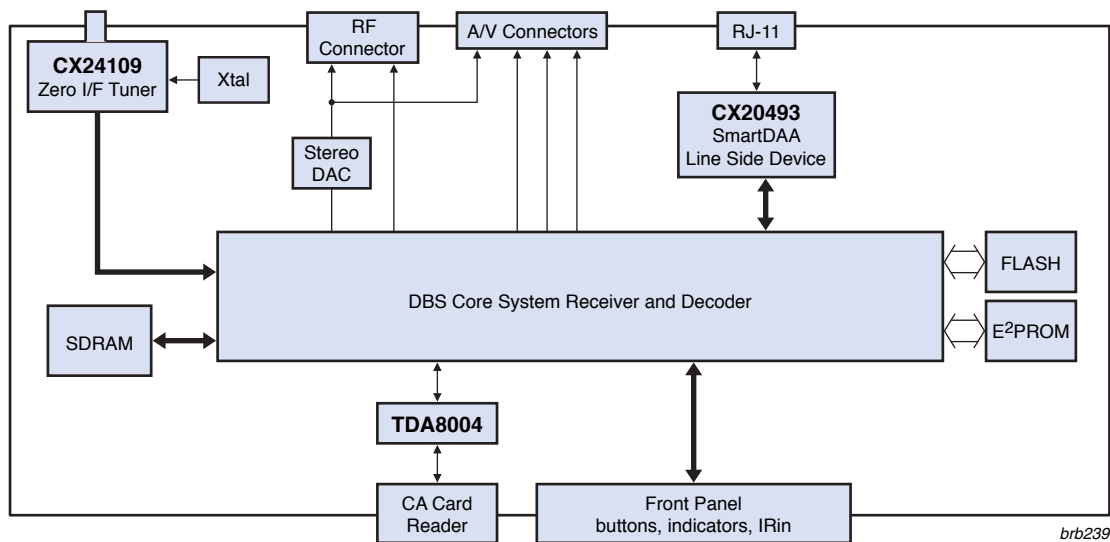 RF
Connector
A/V Connectors
RJ-11
CX24109
Zero I/F Tuner
Xtal
CX20493
SmartDAA
Line Side Device
Stereo
DAC
DBS Core System Receiver and Decoder
FLASH
SDRAM
E²PROM
TDA8004
CA Card
Reader
Front Panel
buttons, indicators, IRin
brb239